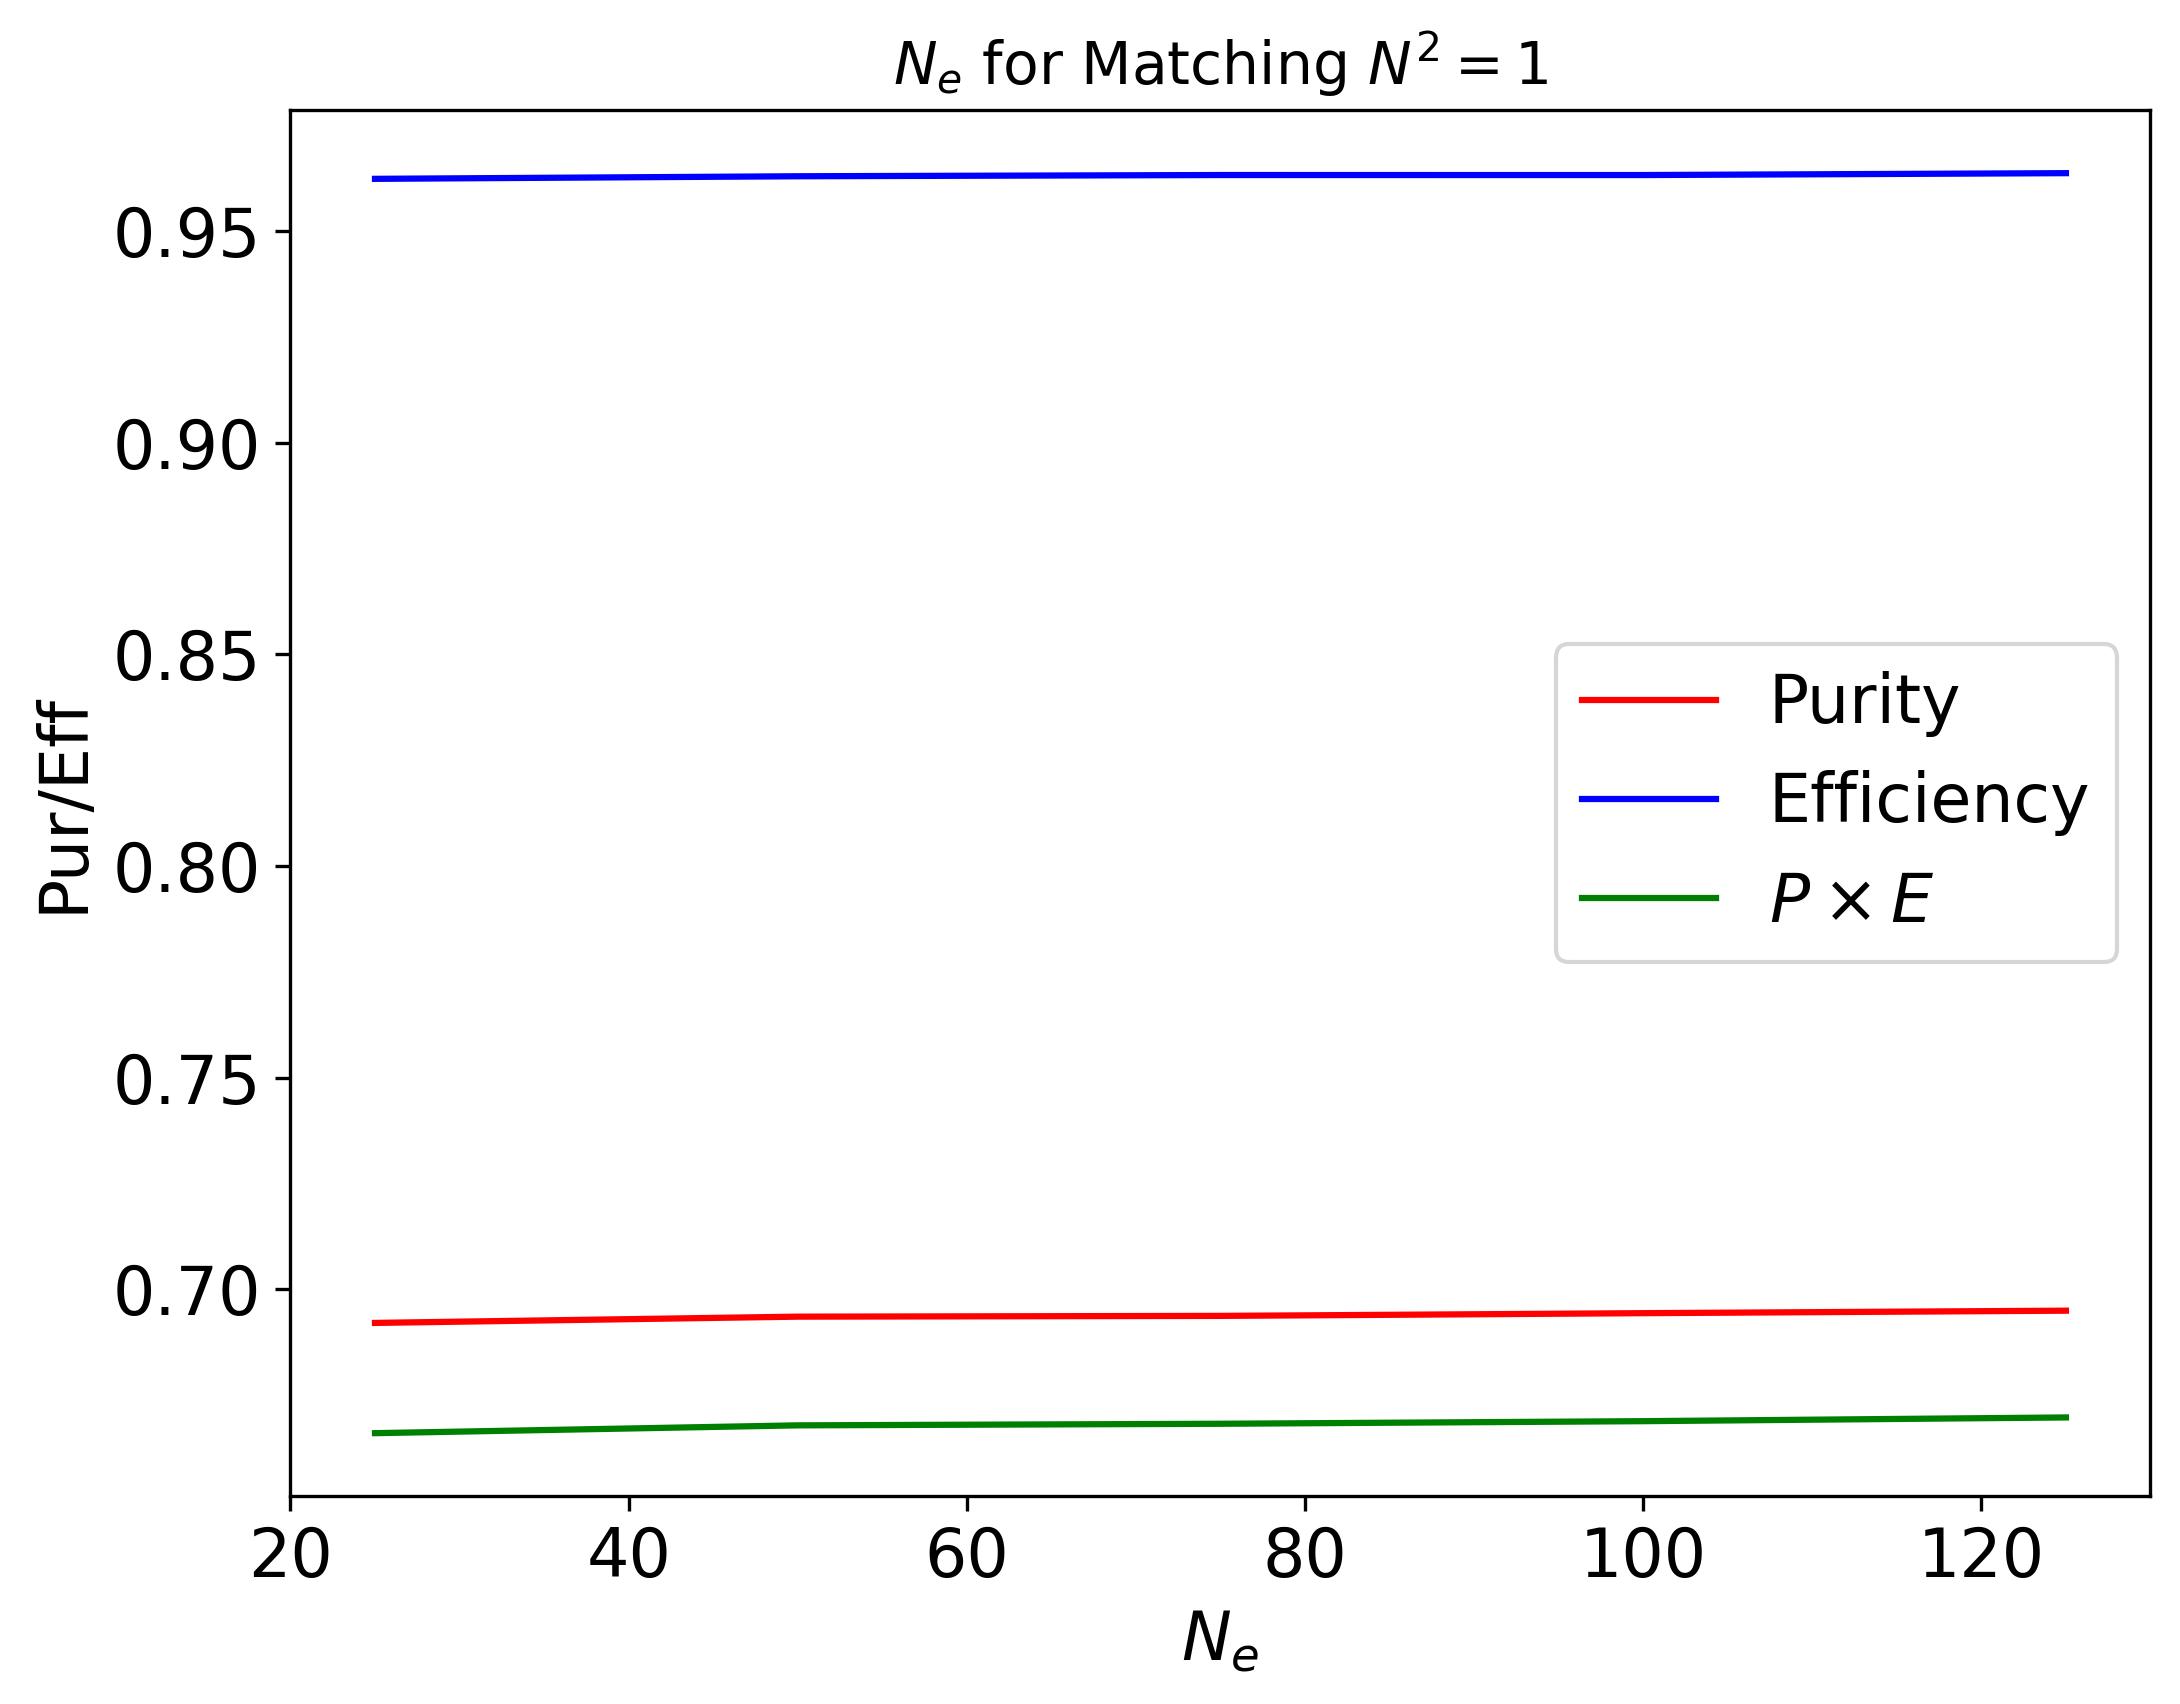 N_e for Matching N^2 = 1
Pur/Eff
0.95
0.90
0.85
0.80
0.75
0.70
Purity
Efficiency
P × E
20 40 60 80 100 120
N_e